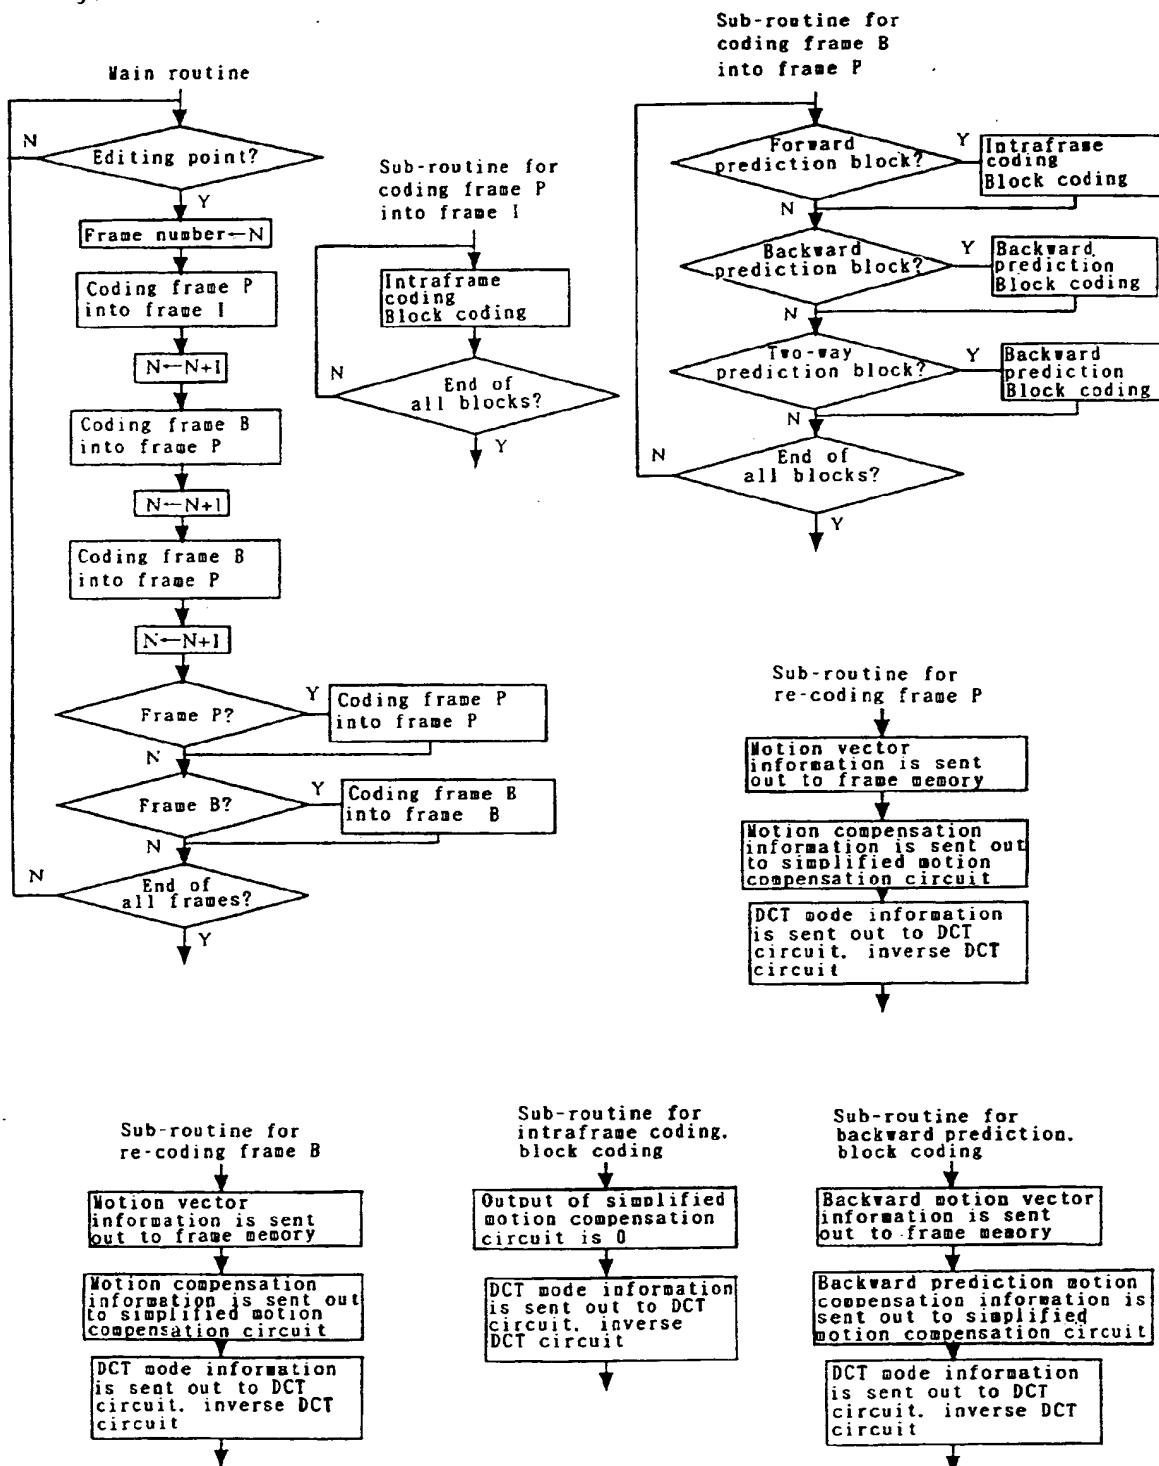 Main routine
N
Editing point?
Y
Frame number←N
Coding frame P
into frame I
N←N+1
Coding frame B
into frame P
N←N+1
Coding frame B
into frame P
N←N+1
Frame P?
Y
Coding frame P
into frame P
N
Frame B?
Y
Coding frame B
into frame B
N
N
End of
all frames?
Y
Sub-routine for
coding frame P
into frame I
Intraframe
coding
Block coding
N
End of
all blocks?
Y
Sub-routine for
coding frame B
into frame P
Forward
prediction block?
Y
Intraframe
coding
Block coding
N
Backward
prediction block?
Y
Backward
prediction
Block coding
N
Two-way
prediction block?
Y
Backward
prediction
Block coding
N
N
End of
all blocks?
Y
Sub-routine for
re-coding frame P
Motion vector
information is sent
out to frame memory
Motion compensation
information is sent out
to simplified motion
compensation circuit
DCT mode information
is sent out to DCT
circuit, inverse DCT
circuit
Sub-routine for
re-coding frame B
Motion vector
information is sent
out to frame memory
Motion compensation
information is sent out
to simplified motion
compensation circuit
DCT mode information
is sent out to DCT
circuit, inverse DCT
circuit
Sub-routine for
intraframe coding,
block coding
Output of simplified
motion compensation
circuit is 0
DCT mode information
is sent out to DCT
circuit, inverse
DCT circuit
Sub-routine for
backward prediction,
block coding
Backward motion vector
information is sent
out to frame memory
Backward prediction motion
compensation information is
sent out to simplified
motion compensation circuit
DCT mode information
is sent out to DCT
circuit, inverse DCT
circuit